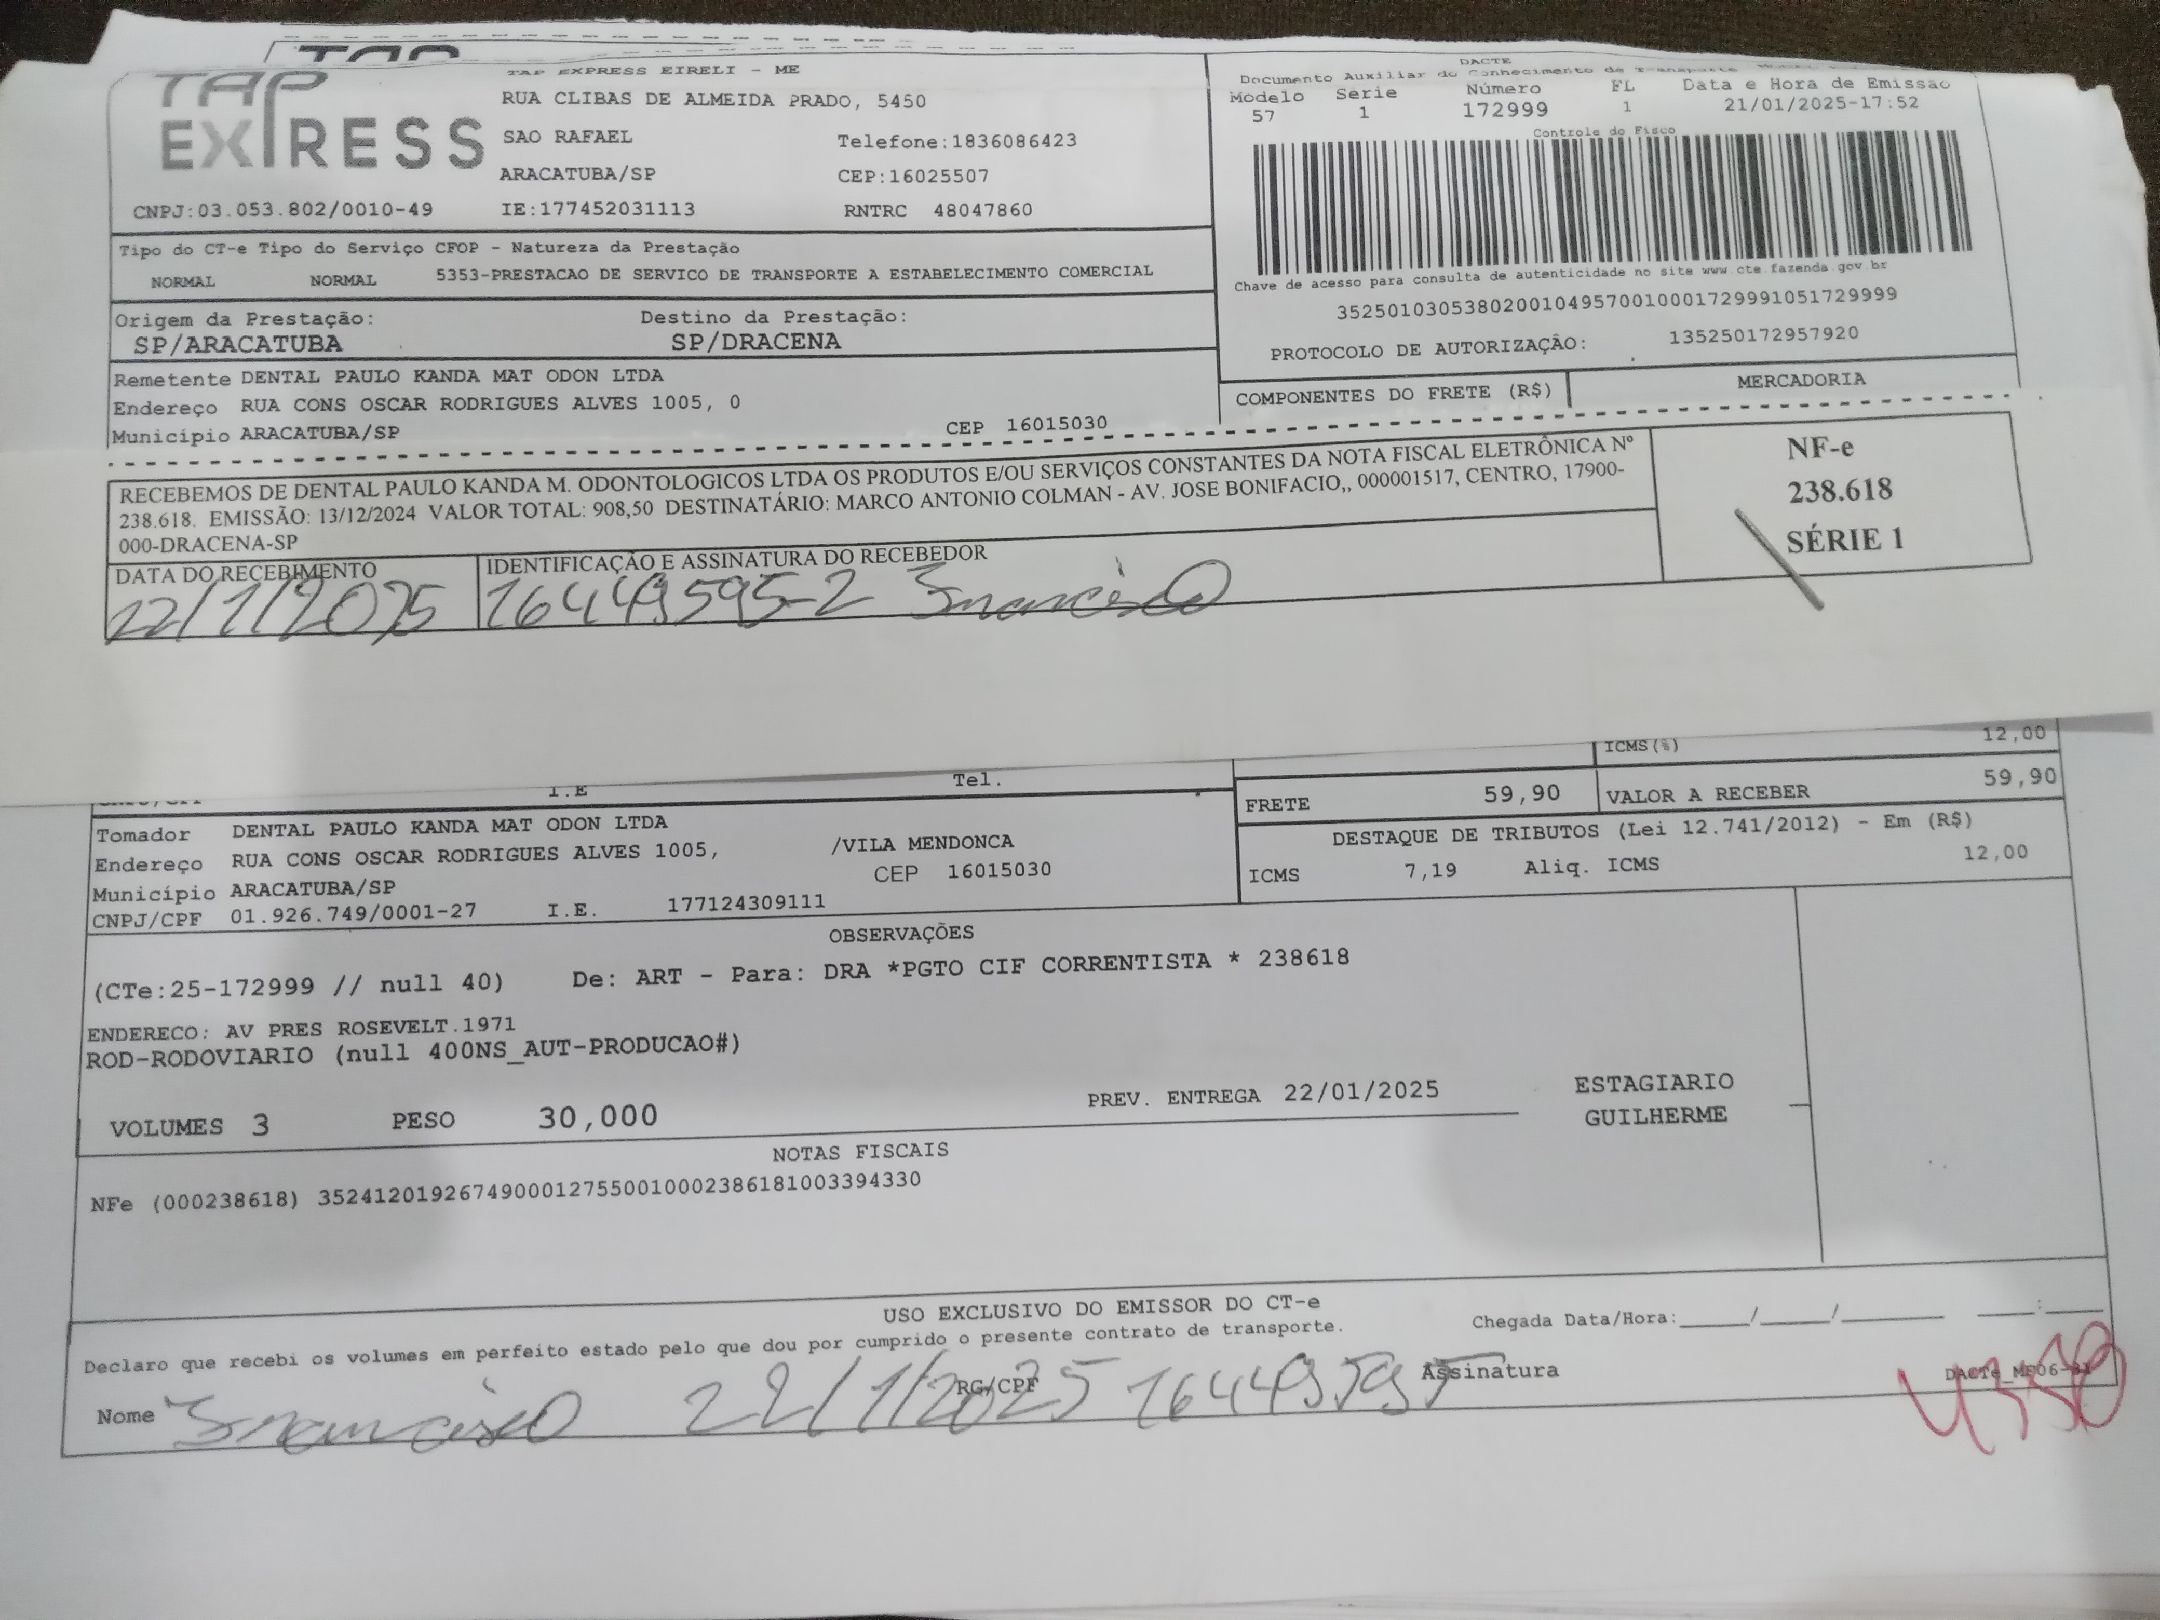 TAP
TAP EXPRESS
TAP EXPRESS EIRELI - ME
RUA CLIBAS DE ALMEIDA PRADO, 5450
SAO RAFAEL Telefone:1836086423
ARACATUBA/SP CEP:16025507
CNPJ:03.053.802/0010-49 IE:177452031113 RNTRC 48047860
DACTE
Documento Auxiliar do Conhecimento de Transporte
Modelo Serie Número FL Data e Hora de Emissão
57 1 172999 1 21/01/2025-17:52
Controle do Fisco
Chave de acesso para consulta de autenticidade no site www.cte.fazenda.gov.br
35250103053802001049570010001729991051729999
PROTOCOLO DE AUTORIZAÇÃO: 135250172957920
Tipo do CT-e Tipo do Serviço CFOP - Natureza da Prestação
NORMAL NORMAL 5353-PRESTACAO DE SERVICO DE TRANSPORTE A ESTABELECIMENTO COMERCIAL
Origem da Prestação: Destino da Prestação:
SP/ARACATUBA SP/DRACENA
Remetente DENTAL PAULO KANDA MAT ODON LTDA
Endereço RUA CONS OSCAR RODRIGUES ALVES 1005, 0
Município ARACATUBA/SP CEP 16015030
COMPONENTES DO FRETE (R$) MERCADORIA
RECEBEMOS DE DENTAL PAULO KANDA M. ODONTOLOGICOS LTDA OS PRODUTOS E/OU SERVIÇOS CONSTANTES DA NOTA FISCAL ELETRÔNICA Nº
238.618. EMISSÃO: 13/12/2024 VALOR TOTAL: 908,50 DESTINATÁRIO: MARCO ANTONIO COLMAN - AV. JOSE BONIFACIO,, 000001517, CENTRO, 17900-
000-DRACENA-SP
NF-e
238.618
SÉRIE 1
DATA DO RECEBIMENTO IDENTIFICAÇÃO E ASSINATURA DO RECEBEDOR
22/1/2025 16449595-2 Francisco
I.E Tel.
ICMS(%) 12,00
FRETE 59,90 VALOR A RECEBER 59,90
Tomador DENTAL PAULO KANDA MAT ODON LTDA
Endereço RUA CONS OSCAR RODRIGUES ALVES 1005, /VILA MENDONCA
Município ARACATUBA/SP CEP 16015030
CNPJ/CPF 01.926.749/0001-27 I.E. 177124309111
DESTAQUE DE TRIBUTOS (Lei 12.741/2012) - Em (R$)
ICMS 7,19 Aliq. ICMS 12,00
OBSERVAÇÕES
(CTe:25-172999 // null 40) De: ART - Para: DRA *PGTO CIF CORRENTISTA * 238618
ENDERECO: AV PRES ROSEVELT.1971
ROD-RODOVIARIO (null 400NS_AUT-PRODUCAO#)
VOLUMES 3 PESO 30,000 PREV. ENTREGA 22/01/2025
ESTAGIARIO
GUILHERME
NOTAS FISCAIS
NFe (000238618) 35241201926749000127550010002386181003394330
USO EXCLUSIVO DO EMISSOR DO CT-e
Declaro que recebi os volumes em perfeito estado pelo que dou por cumprido o presente contrato de transporte.
Chegada Data/Hora:_____/_____/________ ____:____
Nome Francisco 22/1/2025 RG/CPF 16449595 Assinatura